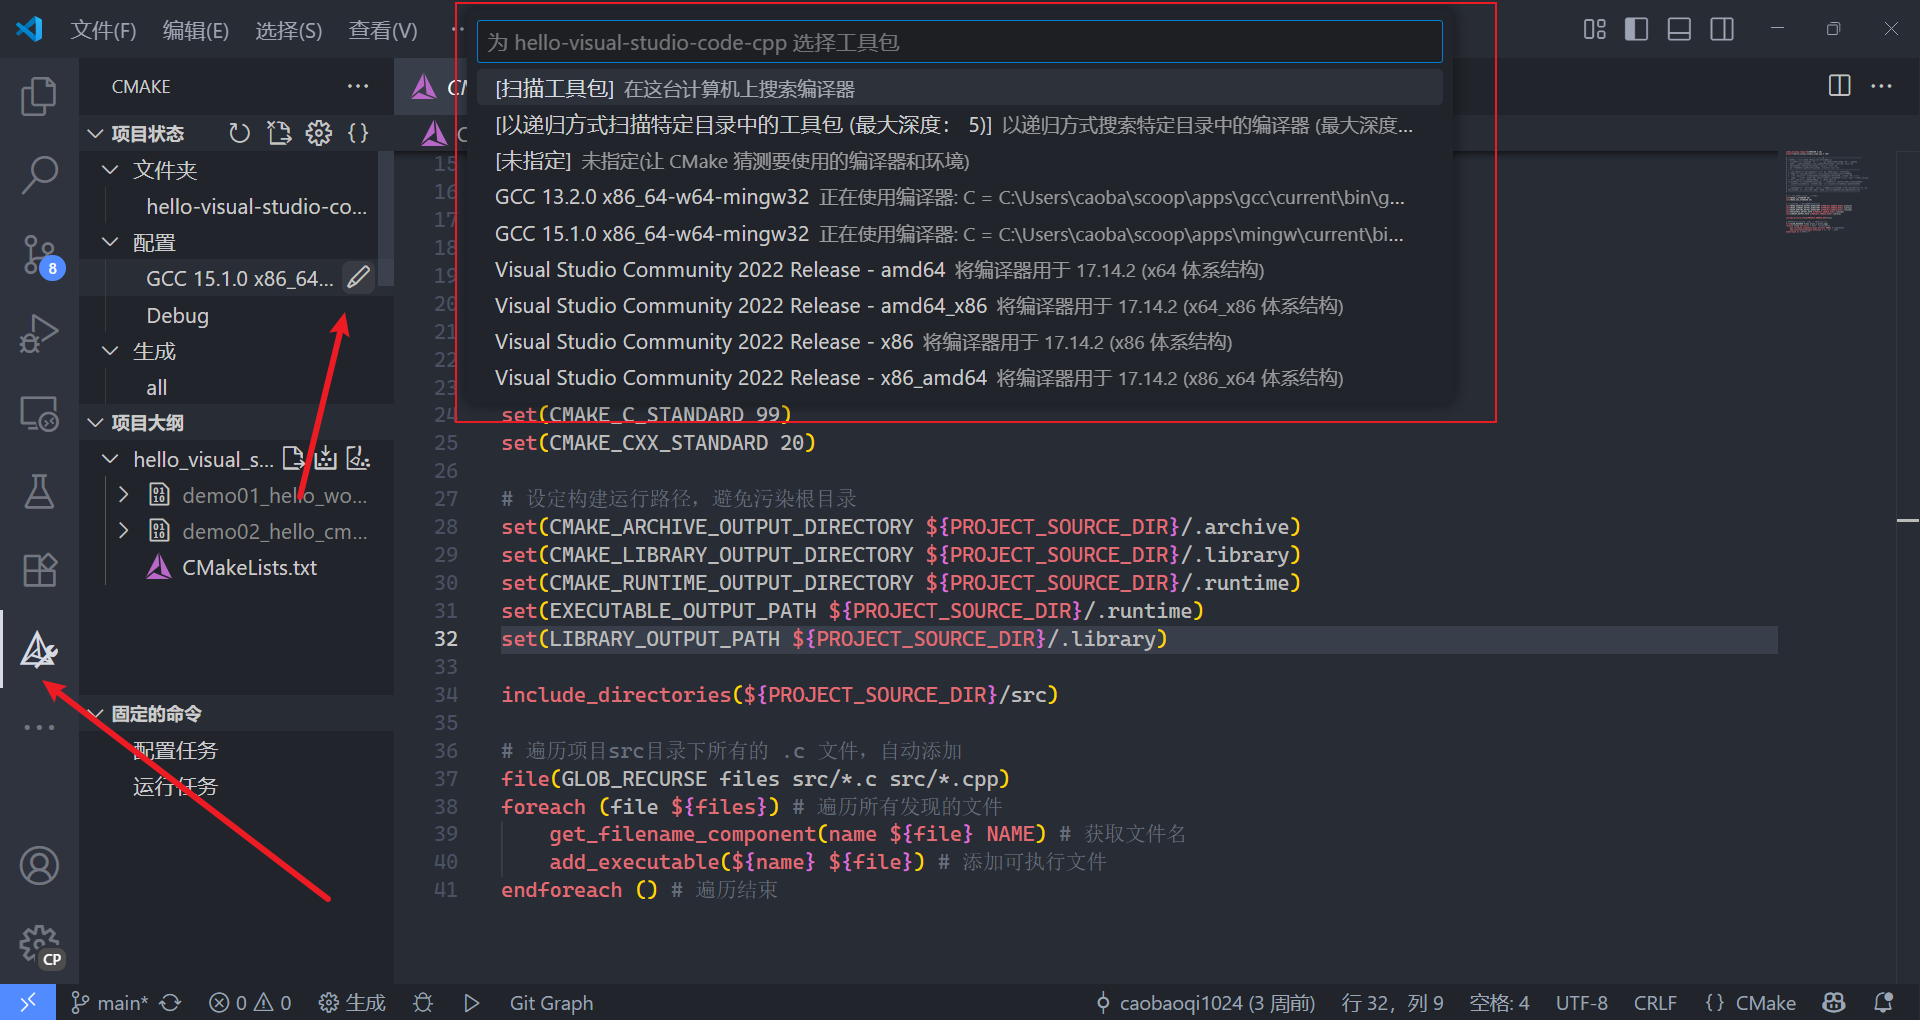 文件(F) 编辑(E) 选择(S) 查看(V) ··
为 hello-visual-studio-code-cpp 选择工具包
[扫描工具包] 在这台计算机上搜索编译器
[以递归方式扫描特定目录中的工具包 (最大深度： 5)] 以递归方式搜索特定目录中的编译器 (最大深度...
[未指定] 未指定(让 CMake 猜测要使用的编译器和环境)
GCC 13.2.0 x86_64-w64-mingw32 正在使用编译器: C = C:\Users\caoba\scoop\apps\gcc\current\bin\g...
GCC 15.1.0 x86_64-w64-mingw32 正在使用编译器: C = C:\Users\caoba\scoop\apps\mingw\current\bi...
Visual Studio Community 2022 Release - amd64 将编译器用于 17.14.2 (x64 体系结构)
Visual Studio Community 2022 Release - amd64_x86 将编译器用于 17.14.2 (x64_x86 体系结构)
Visual Studio Community 2022 Release - x86 将编译器用于 17.14.2 (x86 体系结构)
Visual Studio Community 2022 Release - x86_amd64 将编译器用于 17.14.2 (x86_x64 体系结构)
CMAKE
项目状态
文件夹
hello-visual-studio-co...
配置
GCC 15.1.0 x86_64...
Debug
生成
all
项目大纲
hello_visual_s...
demo01_hello_wo...
demo02_hello_cm...
CMakeLists.txt
固定的命令
配置任务
运行任务
8
CP
15
16
17
18
19
20
21
22
23
24 set(CMAKE_C_STANDARD 99)
25 set(CMAKE_CXX_STANDARD 20)
26
27 # 设定构建运行路径，避免污染根目录
28 set(CMAKE_ARCHIVE_OUTPUT_DIRECTORY ${PROJECT_SOURCE_DIR}/.archive)
29 set(CMAKE_LIBRARY_OUTPUT_DIRECTORY ${PROJECT_SOURCE_DIR}/.library)
30 set(CMAKE_RUNTIME_OUTPUT_DIRECTORY ${PROJECT_SOURCE_DIR}/.runtime)
31 set(EXECUTABLE_OUTPUT_PATH ${PROJECT_SOURCE_DIR}/.runtime)
32 set(LIBRARY_OUTPUT_PATH ${PROJECT_SOURCE_DIR}/.library)
33
34 include_directories(${PROJECT_SOURCE_DIR}/src)
35
36 # 遍历项目src目录下所有的 .c 文件，自动添加
37 file(GLOB_RECURSE files src/*.c src/*.cpp)
38 foreach (file ${files}) # 遍历所有发现的文件
39 get_filename_component(name ${file} NAME) # 获取文件名
40 add_executable(${name} ${file}) # 添加可执行文件
41 endforeach () # 遍历结束
main* 0 0 生成 Git Graph caobaoqi1024 (3 周前) 行 32，列 9 空格: 4 UTF-8 CRLF {} CMake